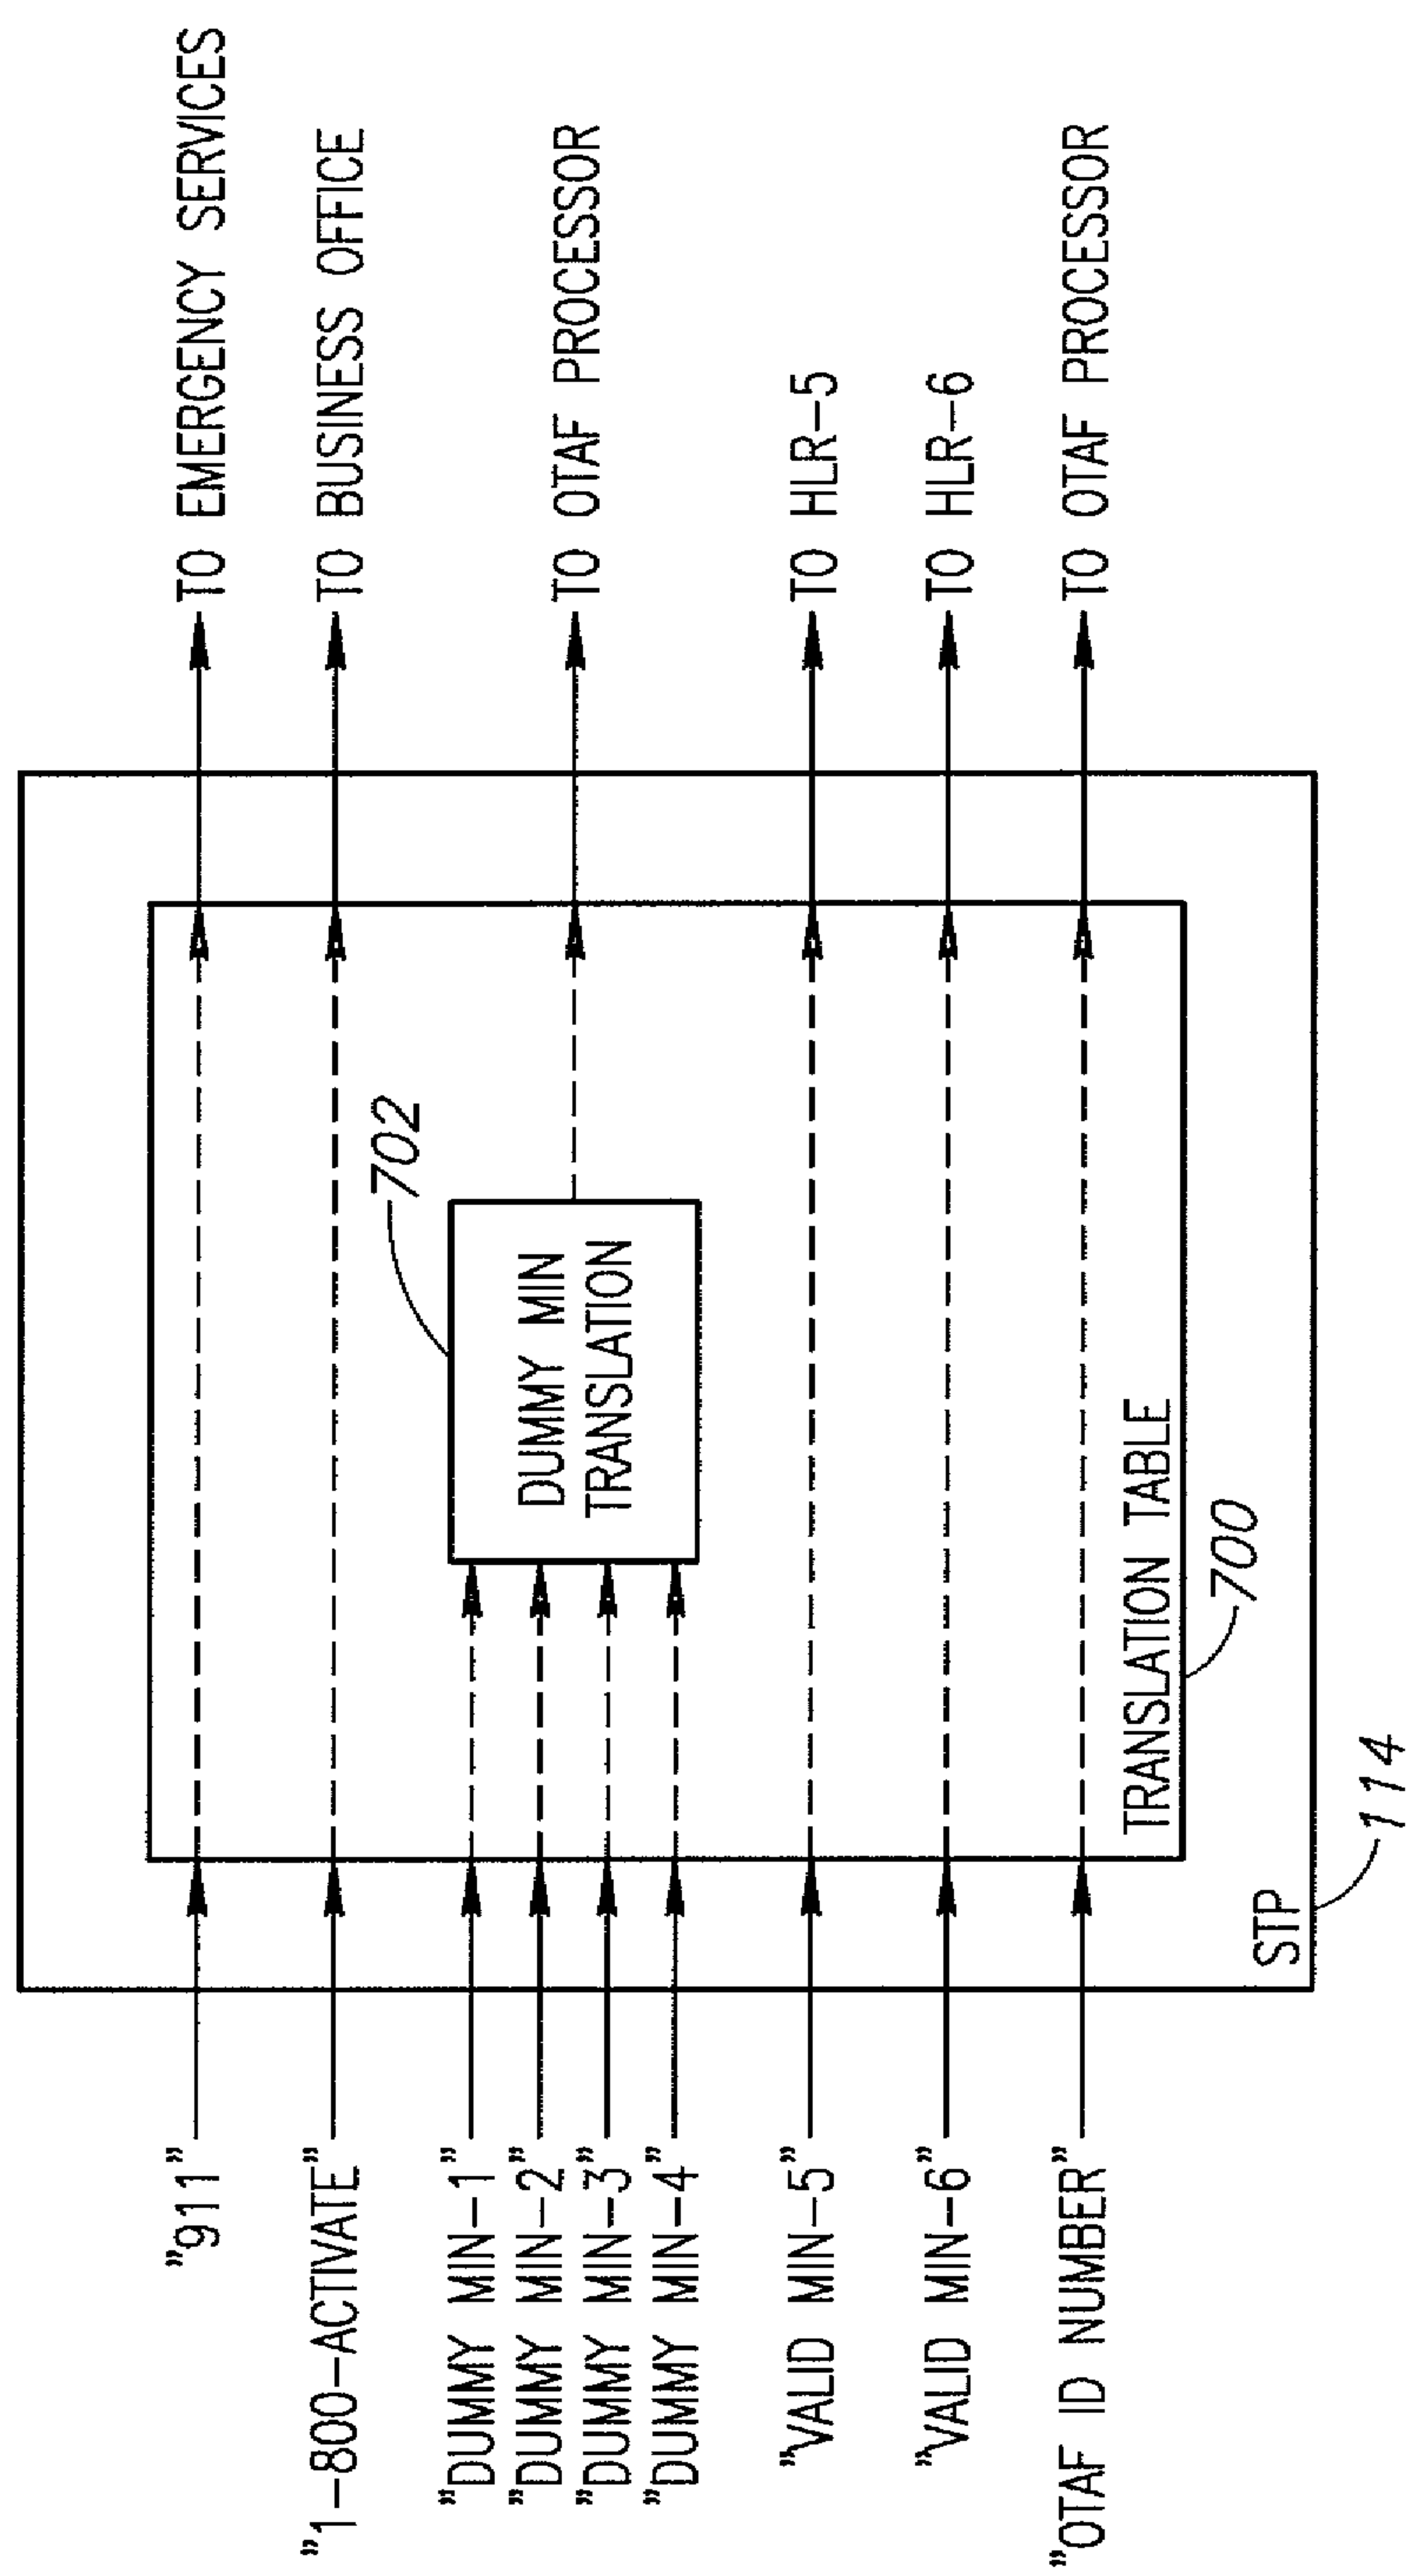 "911"
"1-800-ACTIVATE"
"DUMMY MIN-1"
"DUMMY MIN-2"
"DUMMY MIN-3"
"DUMMY MIN-4"
"VALID MIN-5"
"VALID MIN-6"
"OTAF ID NUMBER"
702
DUMMY MIN
TRANSLATION
TRANSLATION TABLE
700
STP
114
TO EMERGENCY SERVICES
TO BUSINESS OFFICE
TO OTAF PROCESSOR
TO HLR-5
TO HLR-6
TO OTAF PROCESSOR